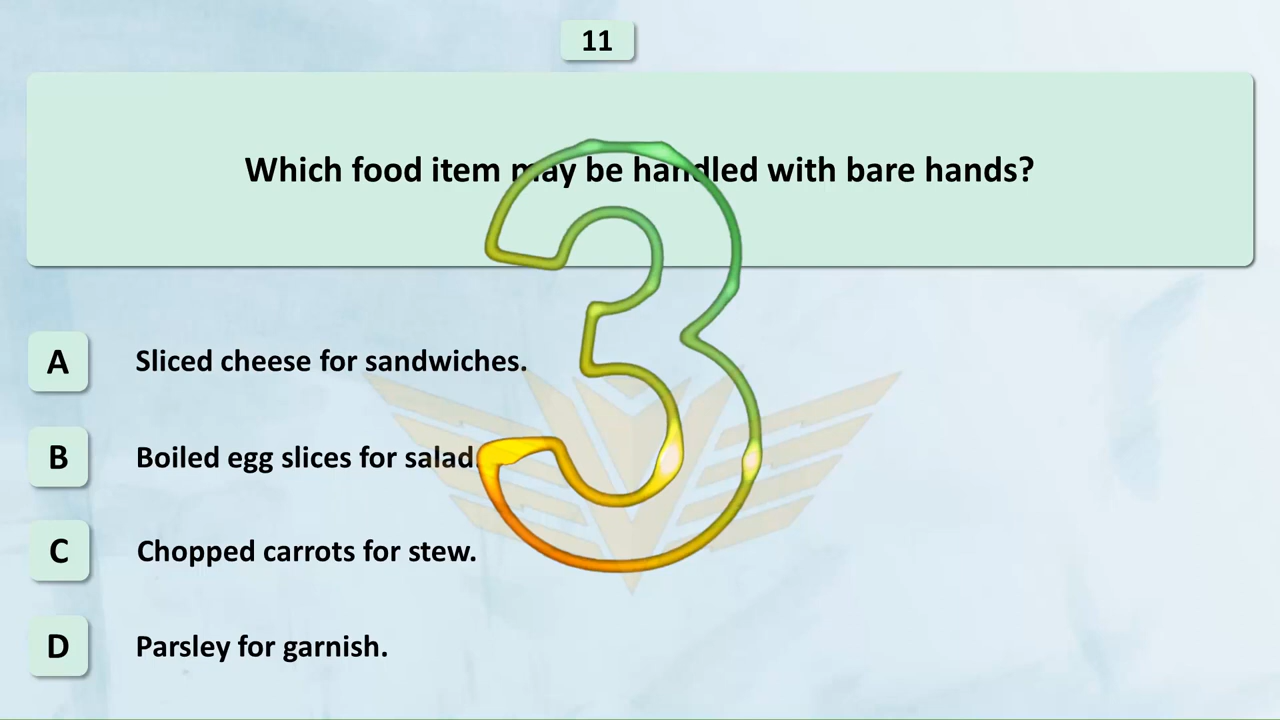 11
Which food item may be handled with bare hands?
A Sliced cheese for sandwiches.
B Boiled egg slices for salad.
C Chopped carrots for stew.
D Parsley for garnish.
3